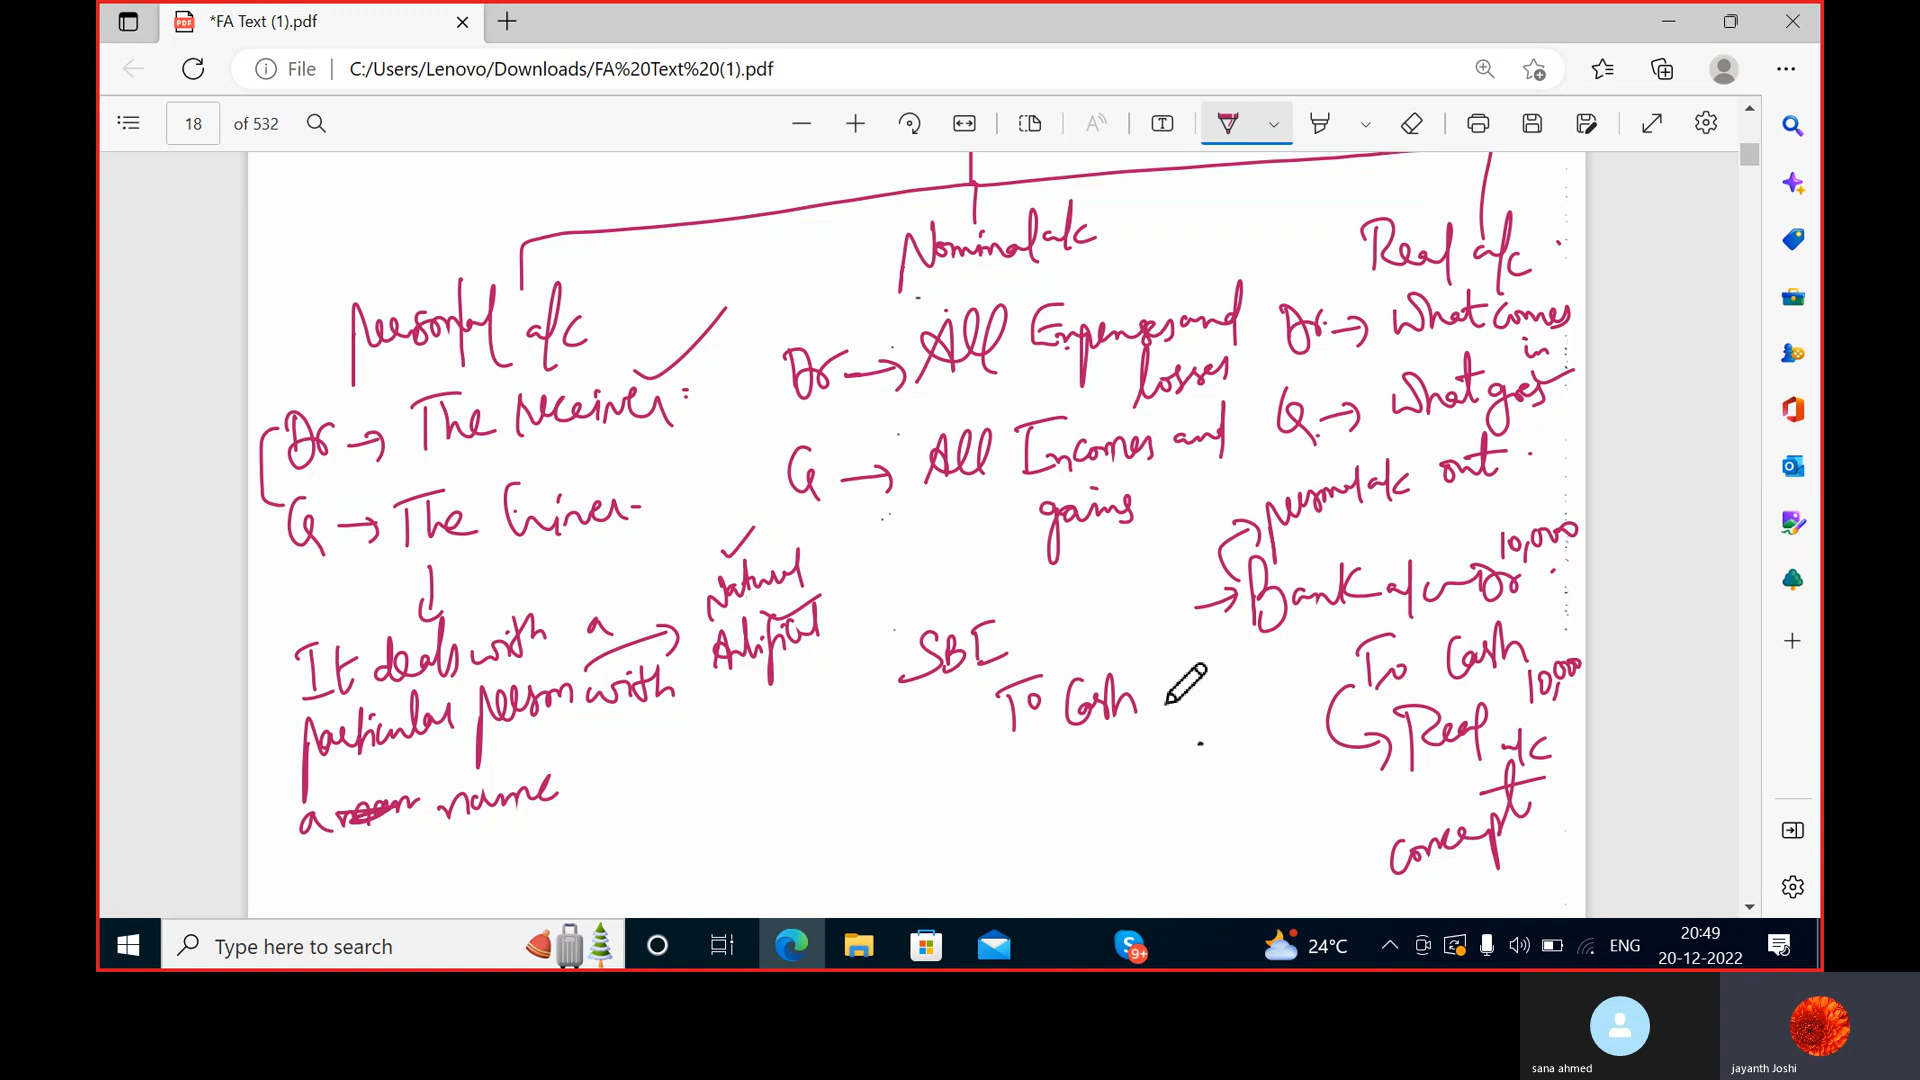 *FA Text (1).pdf
File | C:/Users/Lenovo/Downloads/FA%20Text%20(1).pdf
18 of 532
Personal a/c
Dr → The receiver
Cr → The Giver
It deals with a
particular person with
a name
Natural
Artificial
Nominal a/c
Dr → All Expenses and
losses
Cr → All Incomes and
gains
SBI
To Cash
Real a/c
Dr. → What comes
in
Cr. → What goes
out
personal a/c
10,000
→ Bank a/c Dr
To Cash
10,000
Real a/c
concept
Type here to search
9+
24°C
ENG
20:49
20-12-2022
sana ahmed
jayanth Joshi